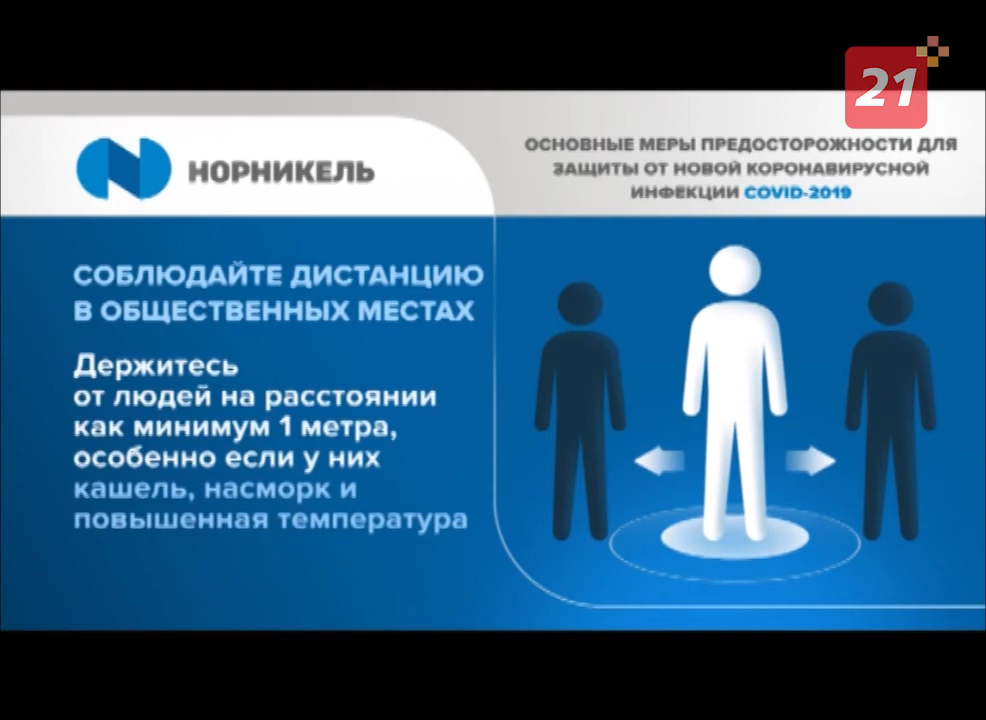 21
НОРНИКЕЛЬ
ОСНОВНЫЕ МЕРЫ ПРЕДОСТОРОЖНОСТИ ДЛЯ
ЗАЩИТЫ ОТ НОВОЙ КОРОНАВИРУСНОЙ
ИНФЕКЦИИ COVID-2019
СОБЛЮДАЙТЕ ДИСТАНЦИЮ
В ОБЩЕСТВЕННЫХ МЕСТАХ
Держитесь
от людей на расстоянии
как минимум 1 метра,
особенно если у них
кашель, насморк и
повышенная температура